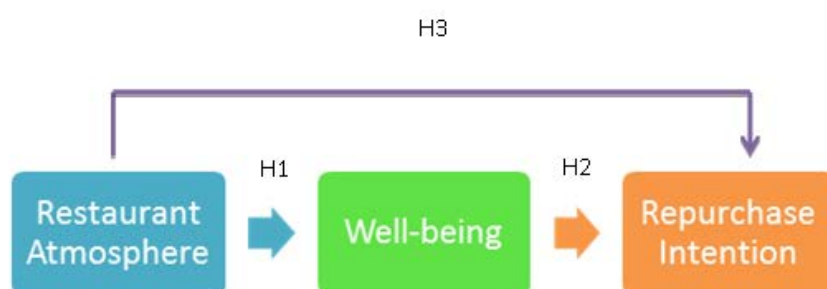 H3
H1
H2
Restaurant
Atmosphere
Well-being
Repurchase
Intention